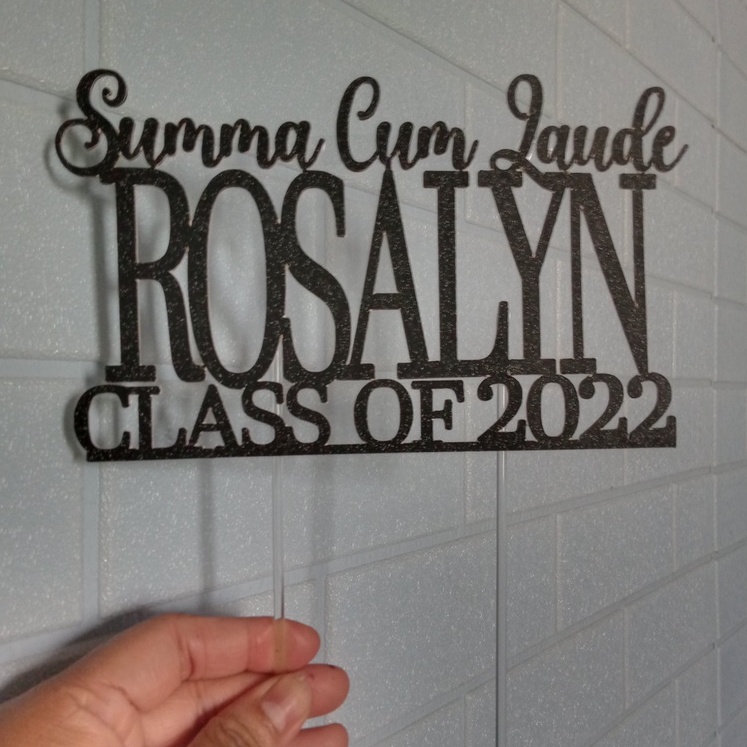 Summa Cum Laude
ROSALYN
CLASS OF 2022